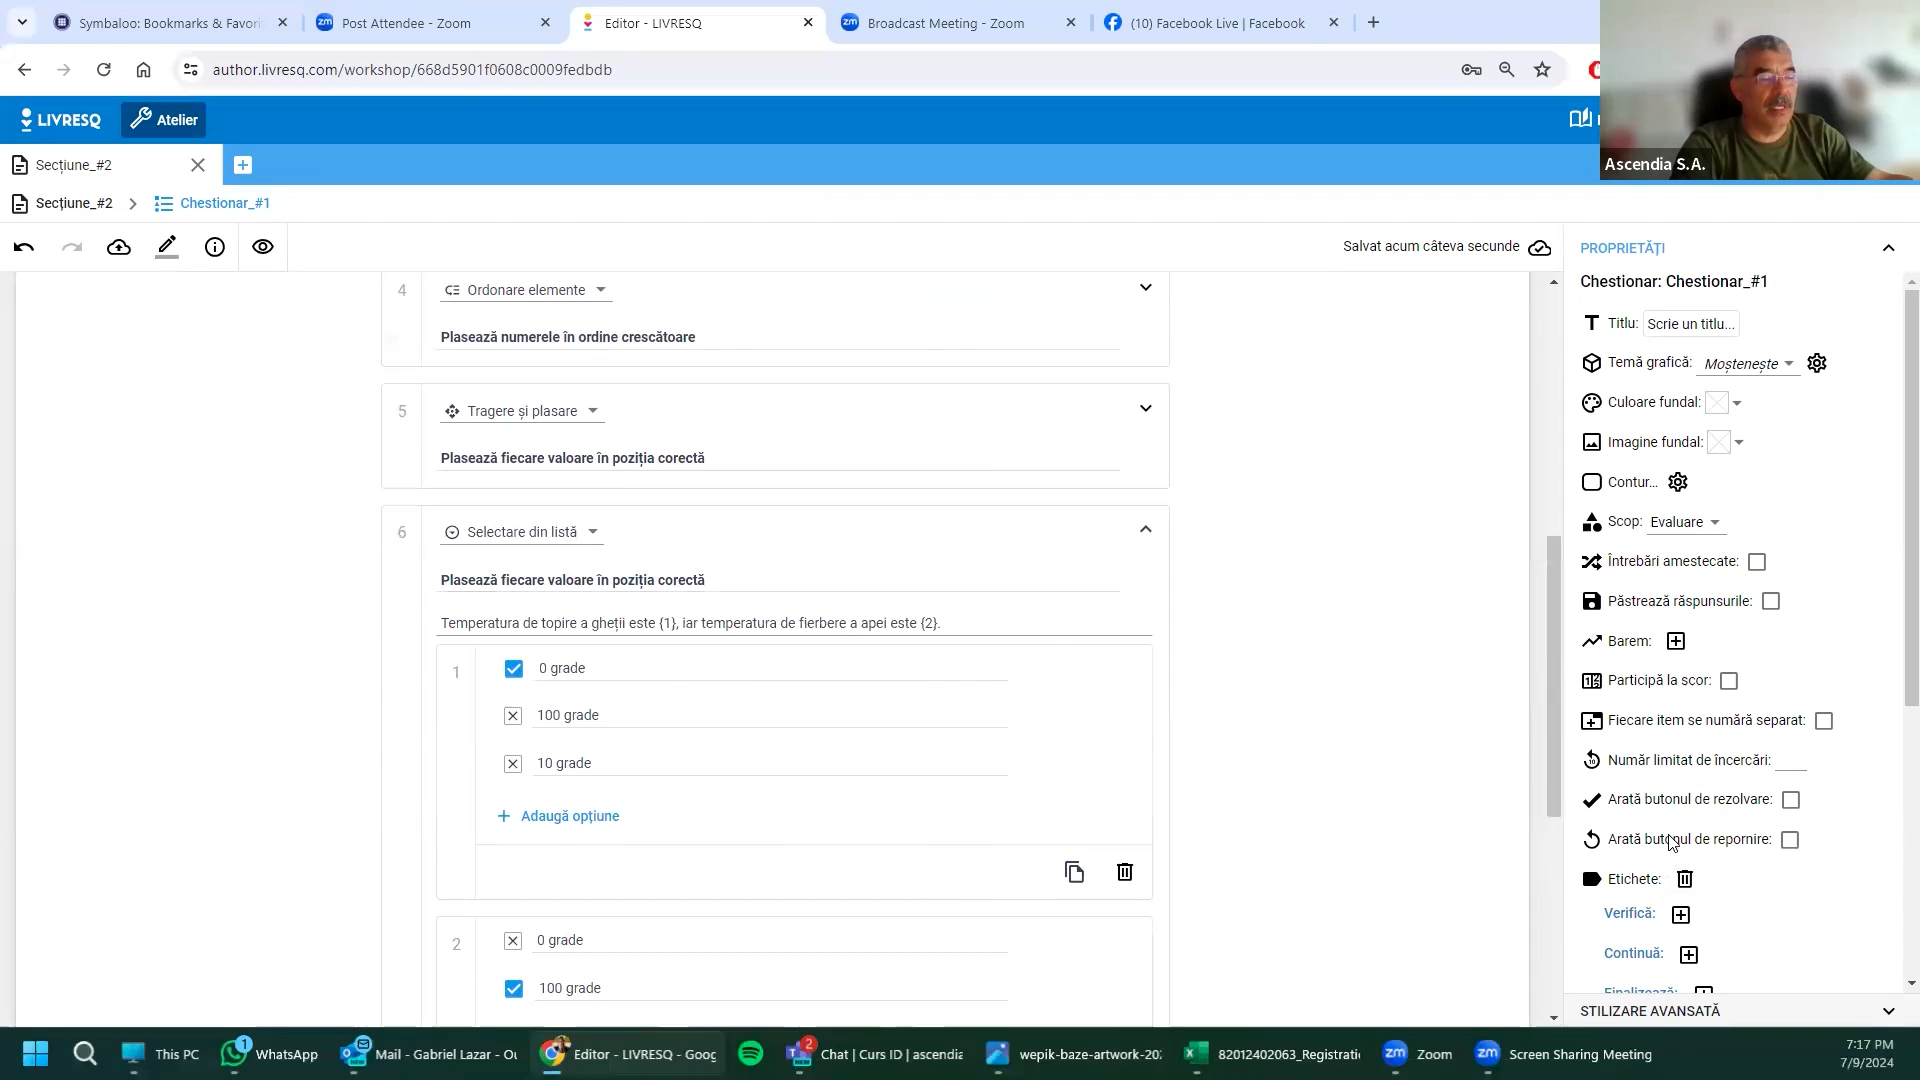 Symbaloo: Bookmarks & Favori
Post Attendee - Zoom
Editor - LIVRESQ
Broadcast Meeting - Zoom
(10) Facebook Live | Facebook
author.livresq.com/workshop/668d5901f0608c0009fedbdb
LIVRESQ
Atelier
Ascendia S.A.
Secțiune_#2
Secțiune_#2
Chestionar_#1
Salvat acum câteva secunde
PROPRIETĂȚI
Chestionar: Chestionar_#1
Titlu: Scrie un titlu...
Temă grafică: Moștenește
Culoare fundal:
Imagine fundal:
Contur...
Scop: Evaluare
Întrebări amestecate:
Păstrează răspunsurile:
Barem:
Participă la scor:
Fiecare item se numără separat:
Număr limitat de încercări:
Arată butonul de rezolvare:
Arată butonul de repornire:
Etichete:
Verifică:
Continuă:
Finalizează:
STILIZARE AVANSATĂ
4 Ordonare elemente
Plasează numerele în ordine crescătoare
5 Tragere și plasare
Plasează fiecare valoare în poziția corectă
6 Selectare din listă
Plasează fiecare valoare în poziția corectă
Temperatura de topire a gheții este {1}, iar temperatura de fierbere a apei este {2}.
1 0 grade
100 grade
10 grade
+ Adaugă opțiune
2 0 grade
100 grade
This PC
1 WhatsApp
Mail - Gabriel Lazar - Ou
Editor - LIVRESQ - Goog
2 Chat | Curs ID | ascendia
wepik-baze-artwork-202
82012402063_Registrati
Zoom
Screen Sharing Meeting
7:17 PM
7/9/2024